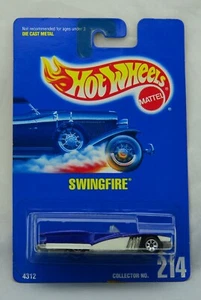 Not recommended for ages under 3.
DIE CAST METAL
Hot Wheels
MATTEL
SWINGFIRE
4312
COLLECTOR NO. 214